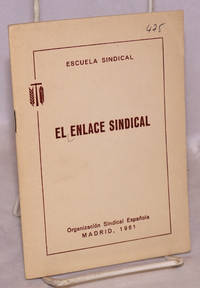 425
ESCUELA SINDICAL
EL ENLACE SINDICAL
Organización Sindical Española
MADRID, 1961